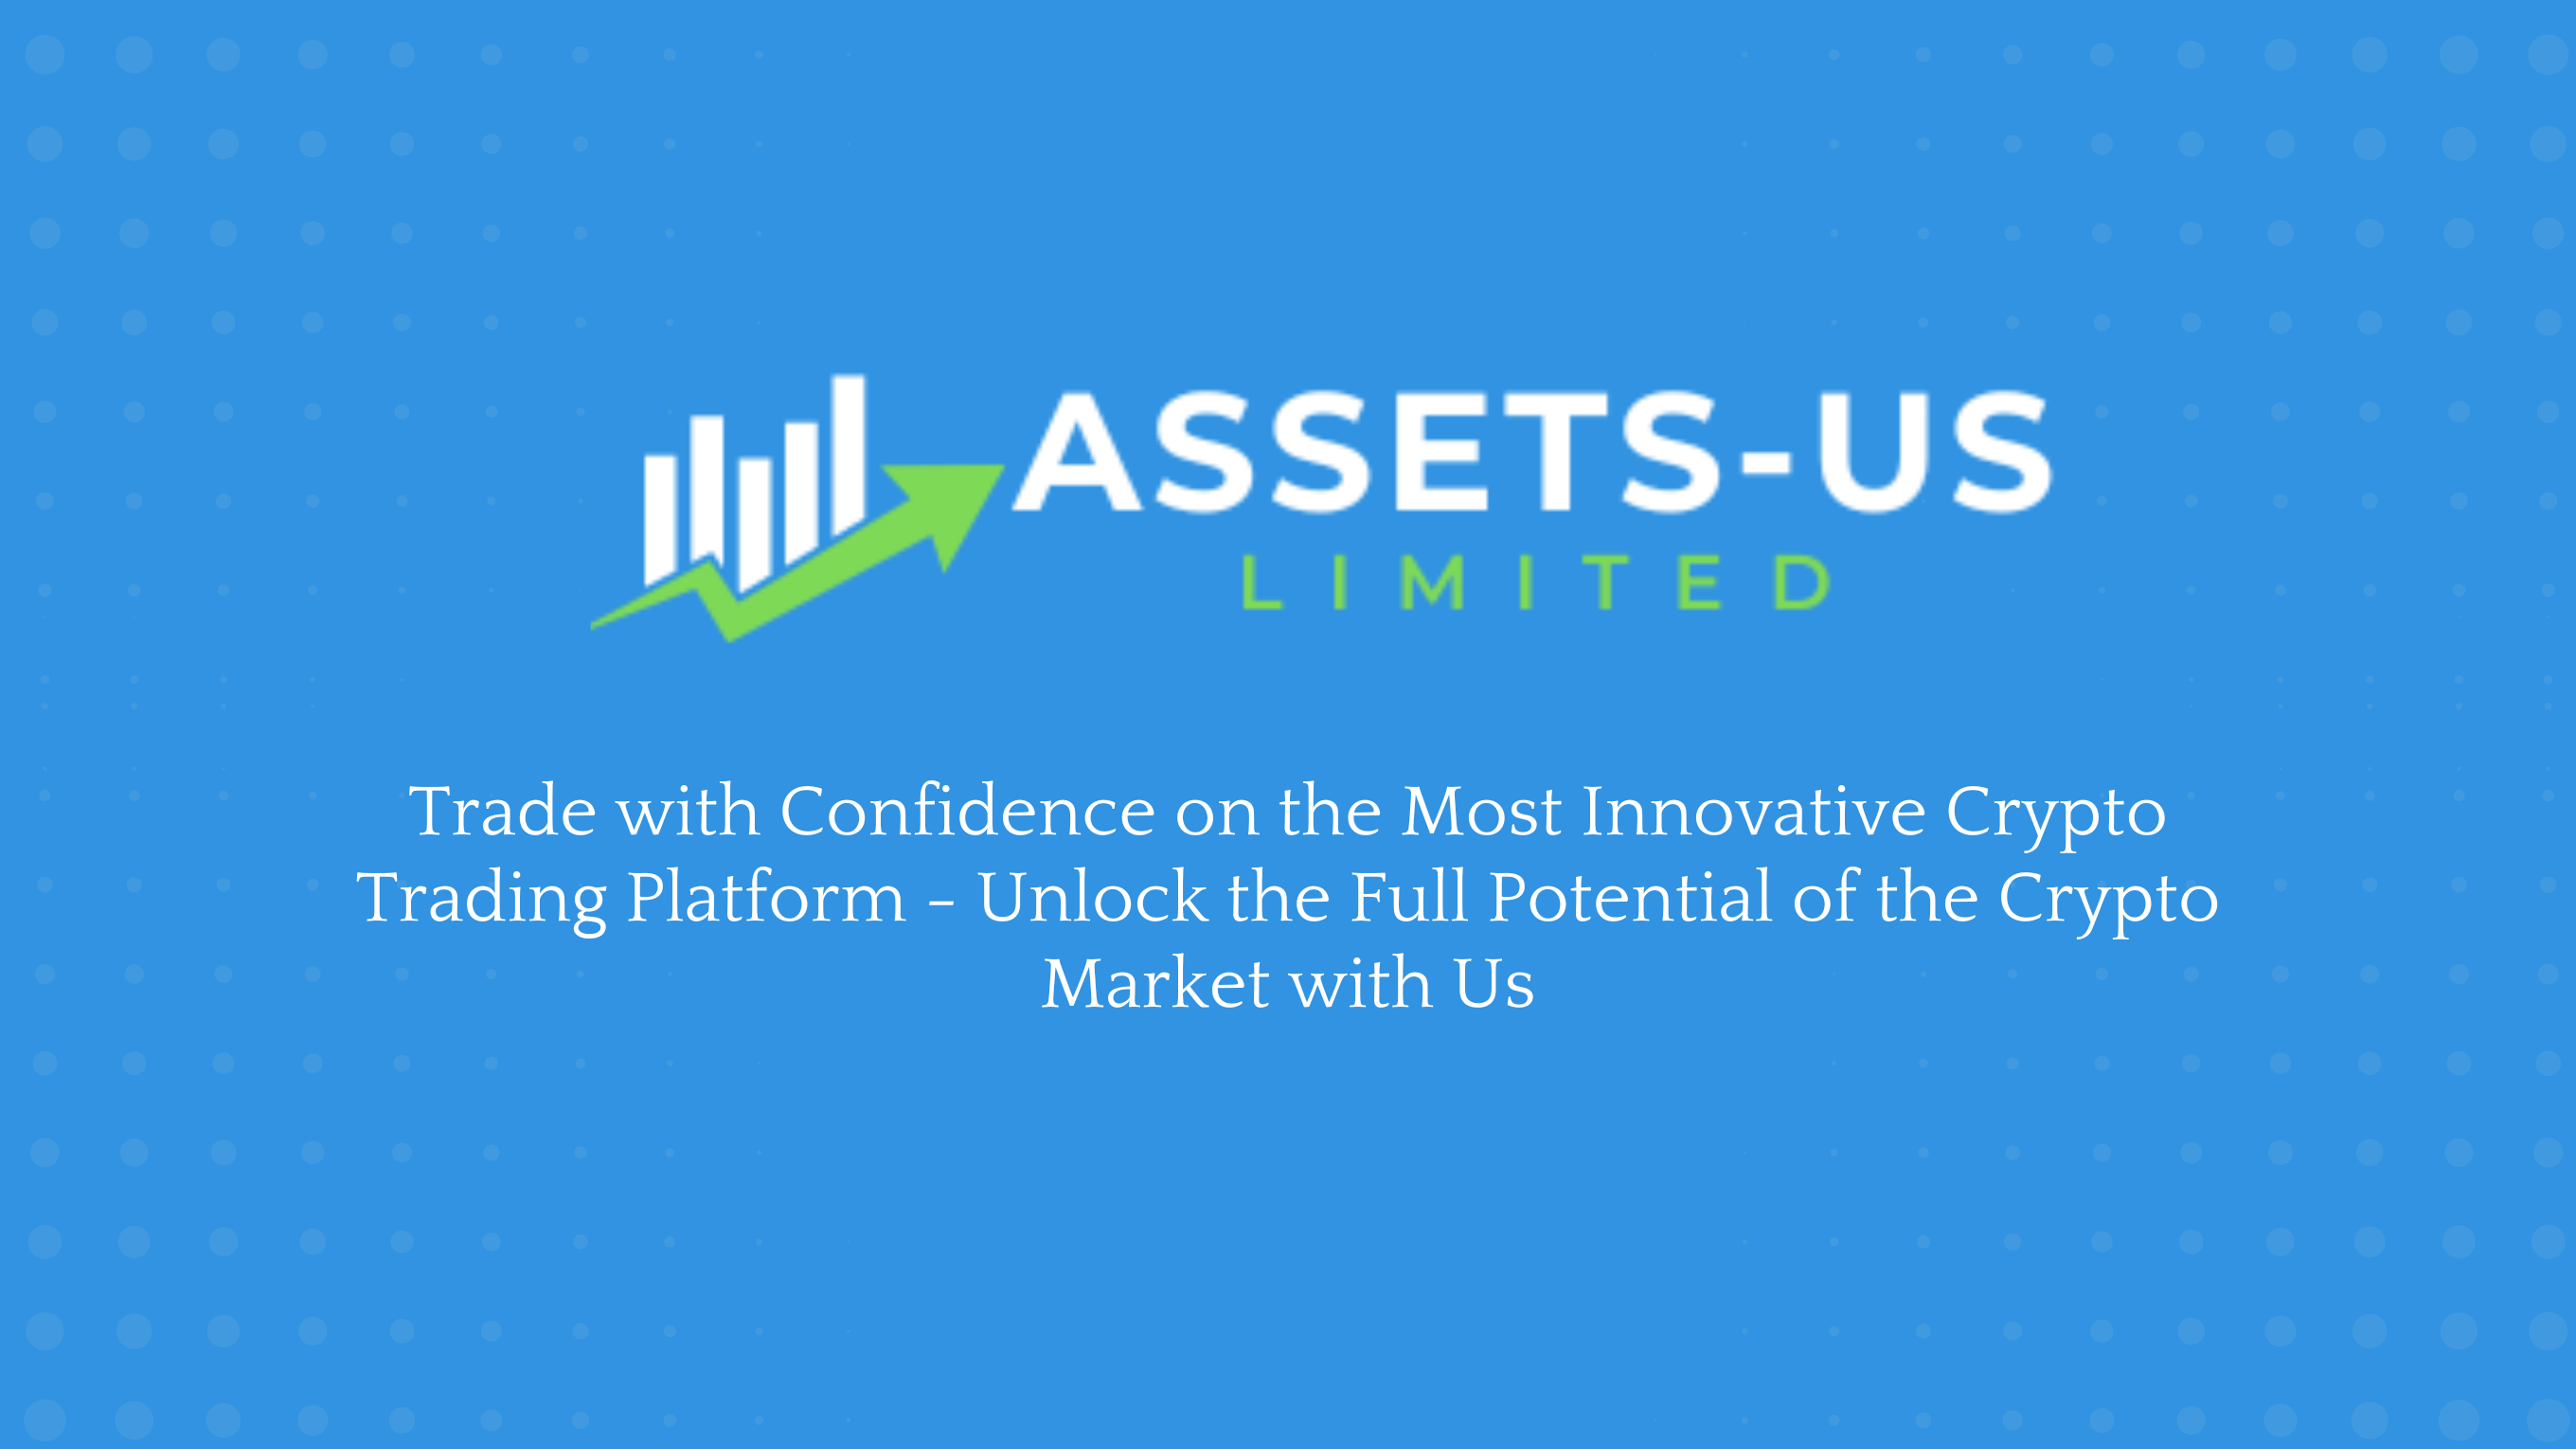 ASSETS-US
LIMITED
Trade with Confidence on the Most Innovative Crypto
Trading Platform - Unlock the Full Potential of the Crypto
Market with Us